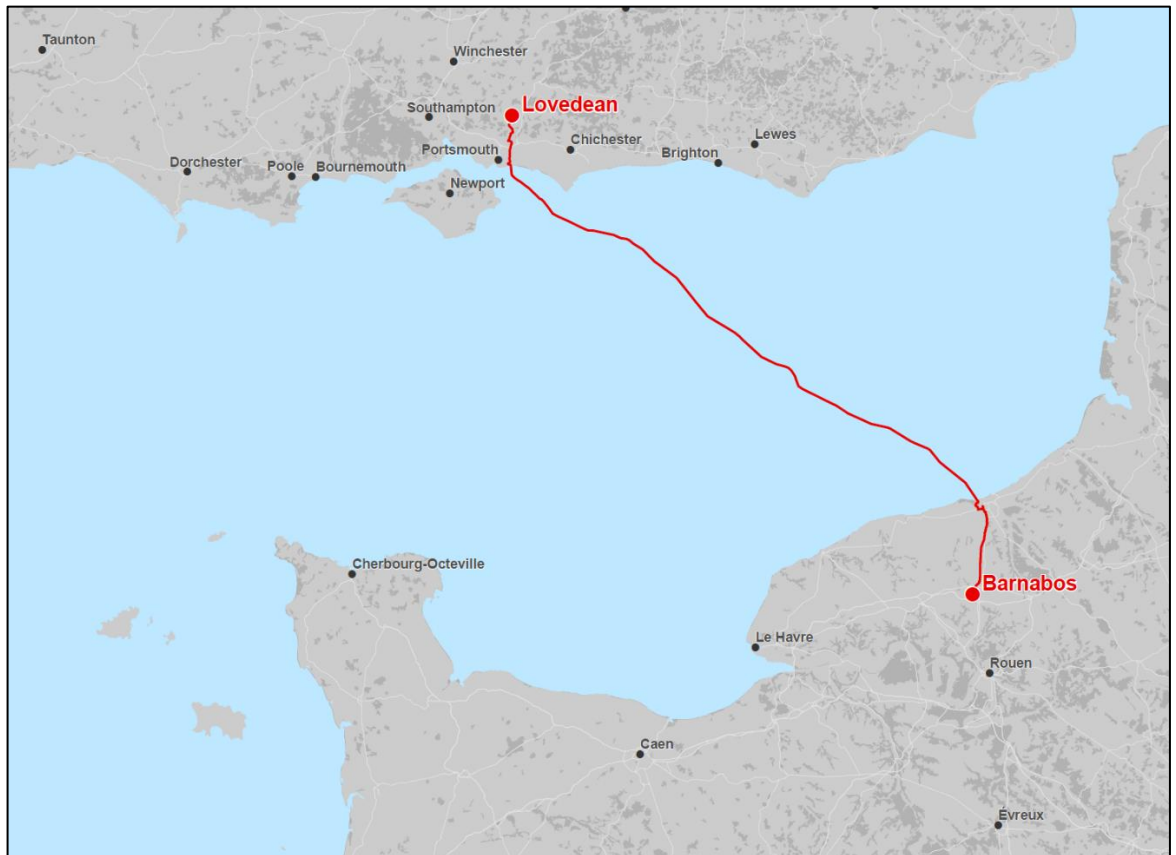 Taunton
Winchester
Lovedean
Southampton
Chichester
Lewes
Portsmouth
Brighton
Dorchester
Poole
Bournemouth
Newport
Cherbourg-Octeville
Barnabos
Le Havre
Rouen
Caen
Évreux